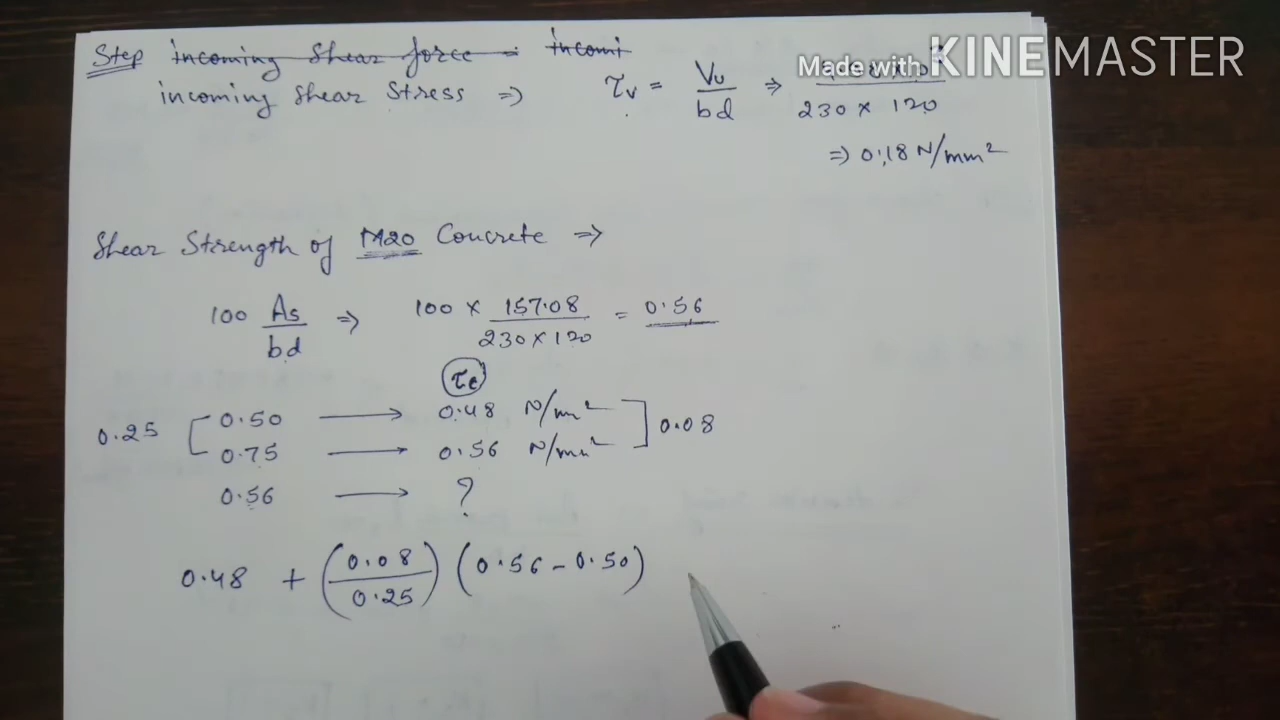 Step incoming Shear force = incomi
Made with KINEMASTER
incoming Shear Stress ⇒ τv = Vu / bd ⇒ / 230 × 120
⇒ 0.18 N/mm²
Shear Strength of M20 Concrete ⇒
100 As / bd ⇒ 100 × 157.08 / 230 × 120 = 0.56
τc
0.25 [ 0.50 → 0.48 N/mm² ] 0.08
0.75 → 0.56 N/mm²
0.56 → ?
0.48 + (0.08 / 0.25) (0.56 - 0.50)